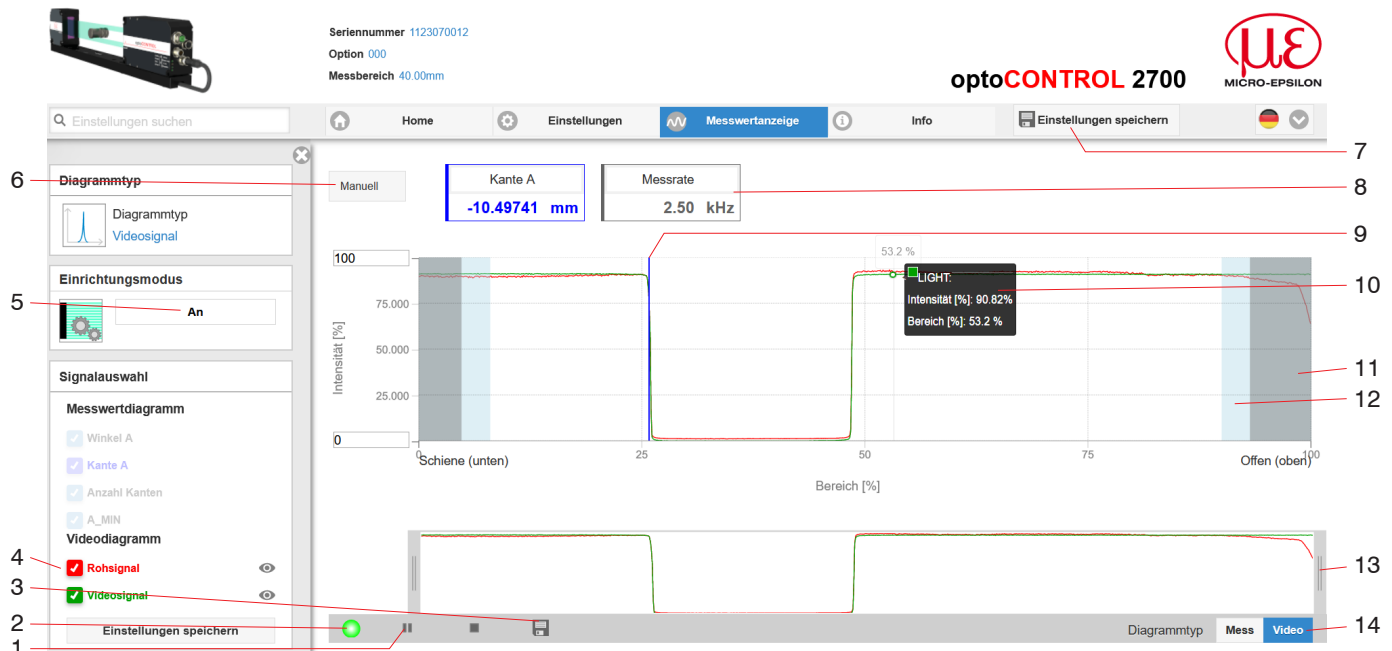 Seriennummer 1123070012
Option 000
Messbereich 40.00mm
optoCONTROL 2700
µε
MICRO-EPSILON
Einstellungen suchen
Home
Einstellungen
Messwertanzeige
Info
Einstellungen speichern
7
6
Diagrammtyp
Diagrammtyp
Videosignal
Manuell
Kante A
-10.49741 mm
Messrate
2.50 kHz
8
9
5
Einrichtungsmodus
An
100
75.000
50.000
25.000
0
Intensität [%]
53.2 %
LIGHT:
Intensität [%]: 90.82%
Bereich [%]: 53.2 %
10
11
12
0
25
50
75
100
Schiene (unten)
Offen (oben)
Bereich [%]
Signalauswahl
Messwertdiagramm
Winkel A
Kante A
Anzahl Kanten
A_MIN
Videodiagramm
4
Rohsignal
3
Videosignal
2
Einstellungen speichern
1
13
Diagrammtyp
Mess
Video
14